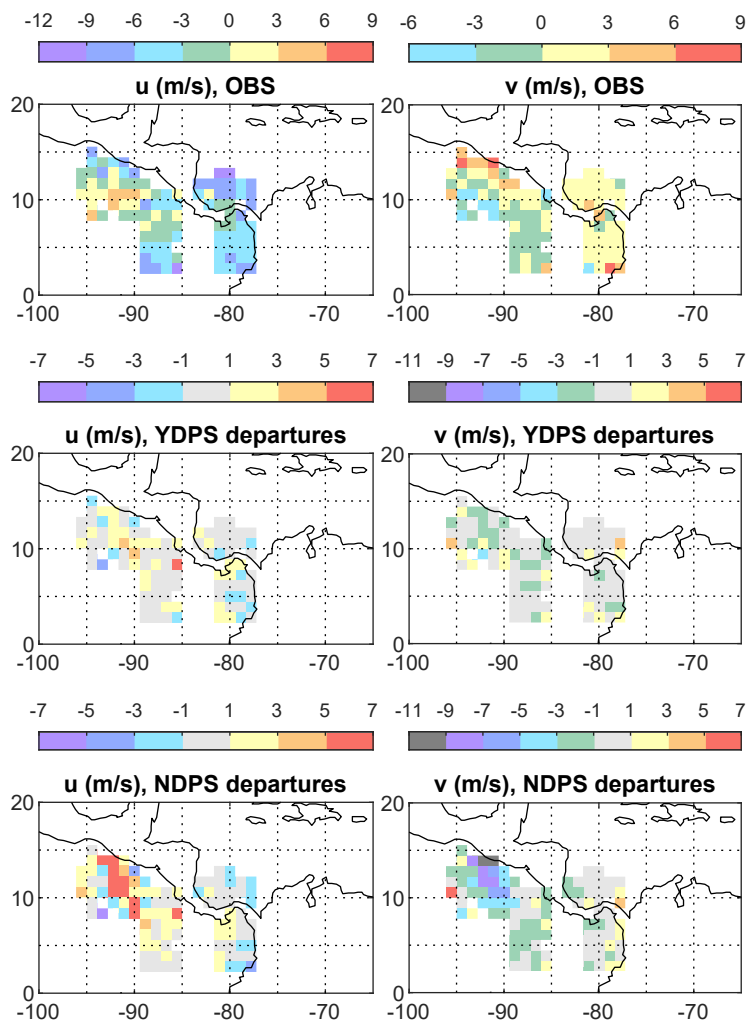 -12 -9 -6 -3 0 3 6 9
-6 -3 0 3 6 9
u (m/s), OBS
v (m/s), OBS
20
10
0
-100 -90 -80 -70
20
10
0
-100 -90 -80 -70
-7 -5 -3 -1 1 3 5 7
-11 -9 -7 -5 -3 -1 1 3 5 7
u (m/s), YDPS departures
v (m/s), YDPS departures
20
10
0
-100 -90 -80 -70
20
10
0
-100 -90 -80 -70
-7 -5 -3 -1 1 3 5 7
-11 -9 -7 -5 -3 -1 1 3 5 7
u (m/s), NDPS departures
v (m/s), NDPS departures
20
10
0
-100 -90 -80 -70
20
10
0
-100 -90 -80 -70